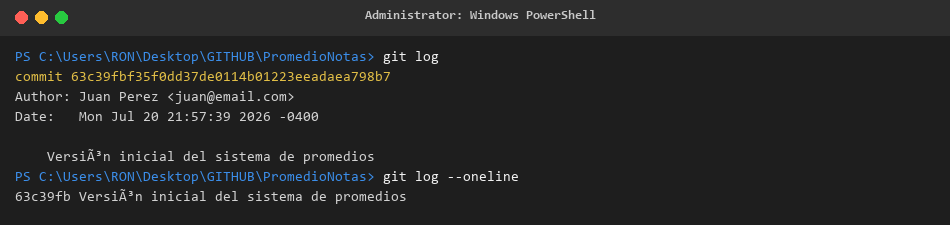 Administrator: Windows PowerShell
PS C:\Users\RON\Desktop\GITHUB\PromedioNotas> git log
commit 63c39fbf35f0dd37de0114b01223eeadaea798b7
Author: Juan Perez <juan@email.com>
Date:   Mon Jul 20 21:57:39 2026 -0400
VersiÃ³n inicial del sistema de promedios
PS C:\Users\RON\Desktop\GITHUB\PromedioNotas> git log --oneline
63c39fb VersiÃ³n inicial del sistema de promedios